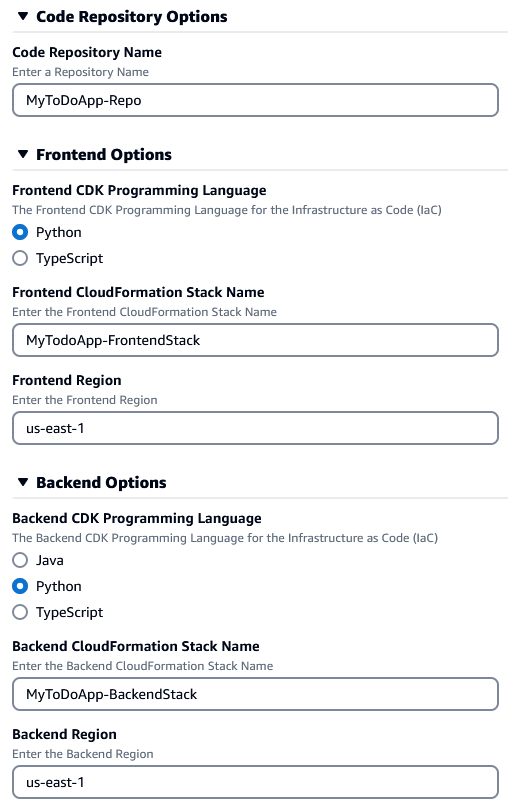 Code Repository Options
Code Repository Name
Enter a Repository Name
MyToDoApp-Repo
Frontend Options
Frontend CDK Programming Language
The Frontend CDK Programming Language for the Infrastructure as Code (IaC)
Python
TypeScript
Frontend CloudFormation Stack Name
Enter the Frontend CloudFormation Stack Name
MyTodoApp-FrontendStack
Frontend Region
Enter the Frontend Region
us-east-1
Backend Options
Backend CDK Programming Language
The Backend CDK Programming Language for the Infrastructure as Code (IaC)
Java
Python
TypeScript
Backend CloudFormation Stack Name
Enter the Backend CloudFormation Stack Name
MyToDoApp-BackendStack
Backend Region
Enter the Backend Region
us-east-1